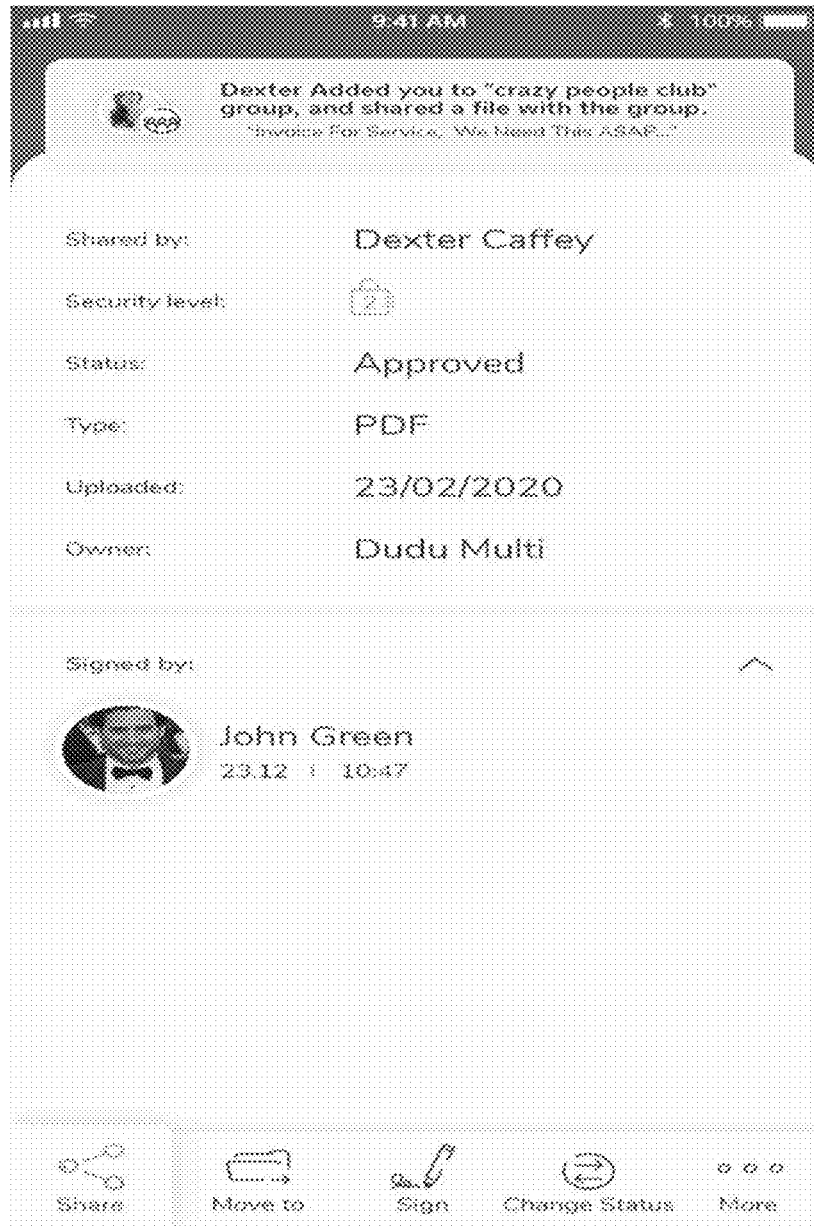 9:41 AM
100%
Dexter Added you to "crazy people club"
group, and shared a file with the group.
"Invoice For Service, We Need This ASAP..."
Shared by: Dexter Caffey
Security level: 2
Status: Approved
Type: PDF
Uploaded: 23/02/2020
Owner: Dudu Multi
Signed by:
John Green
23.12 | 10:47
Share Move to Sign Change Status More